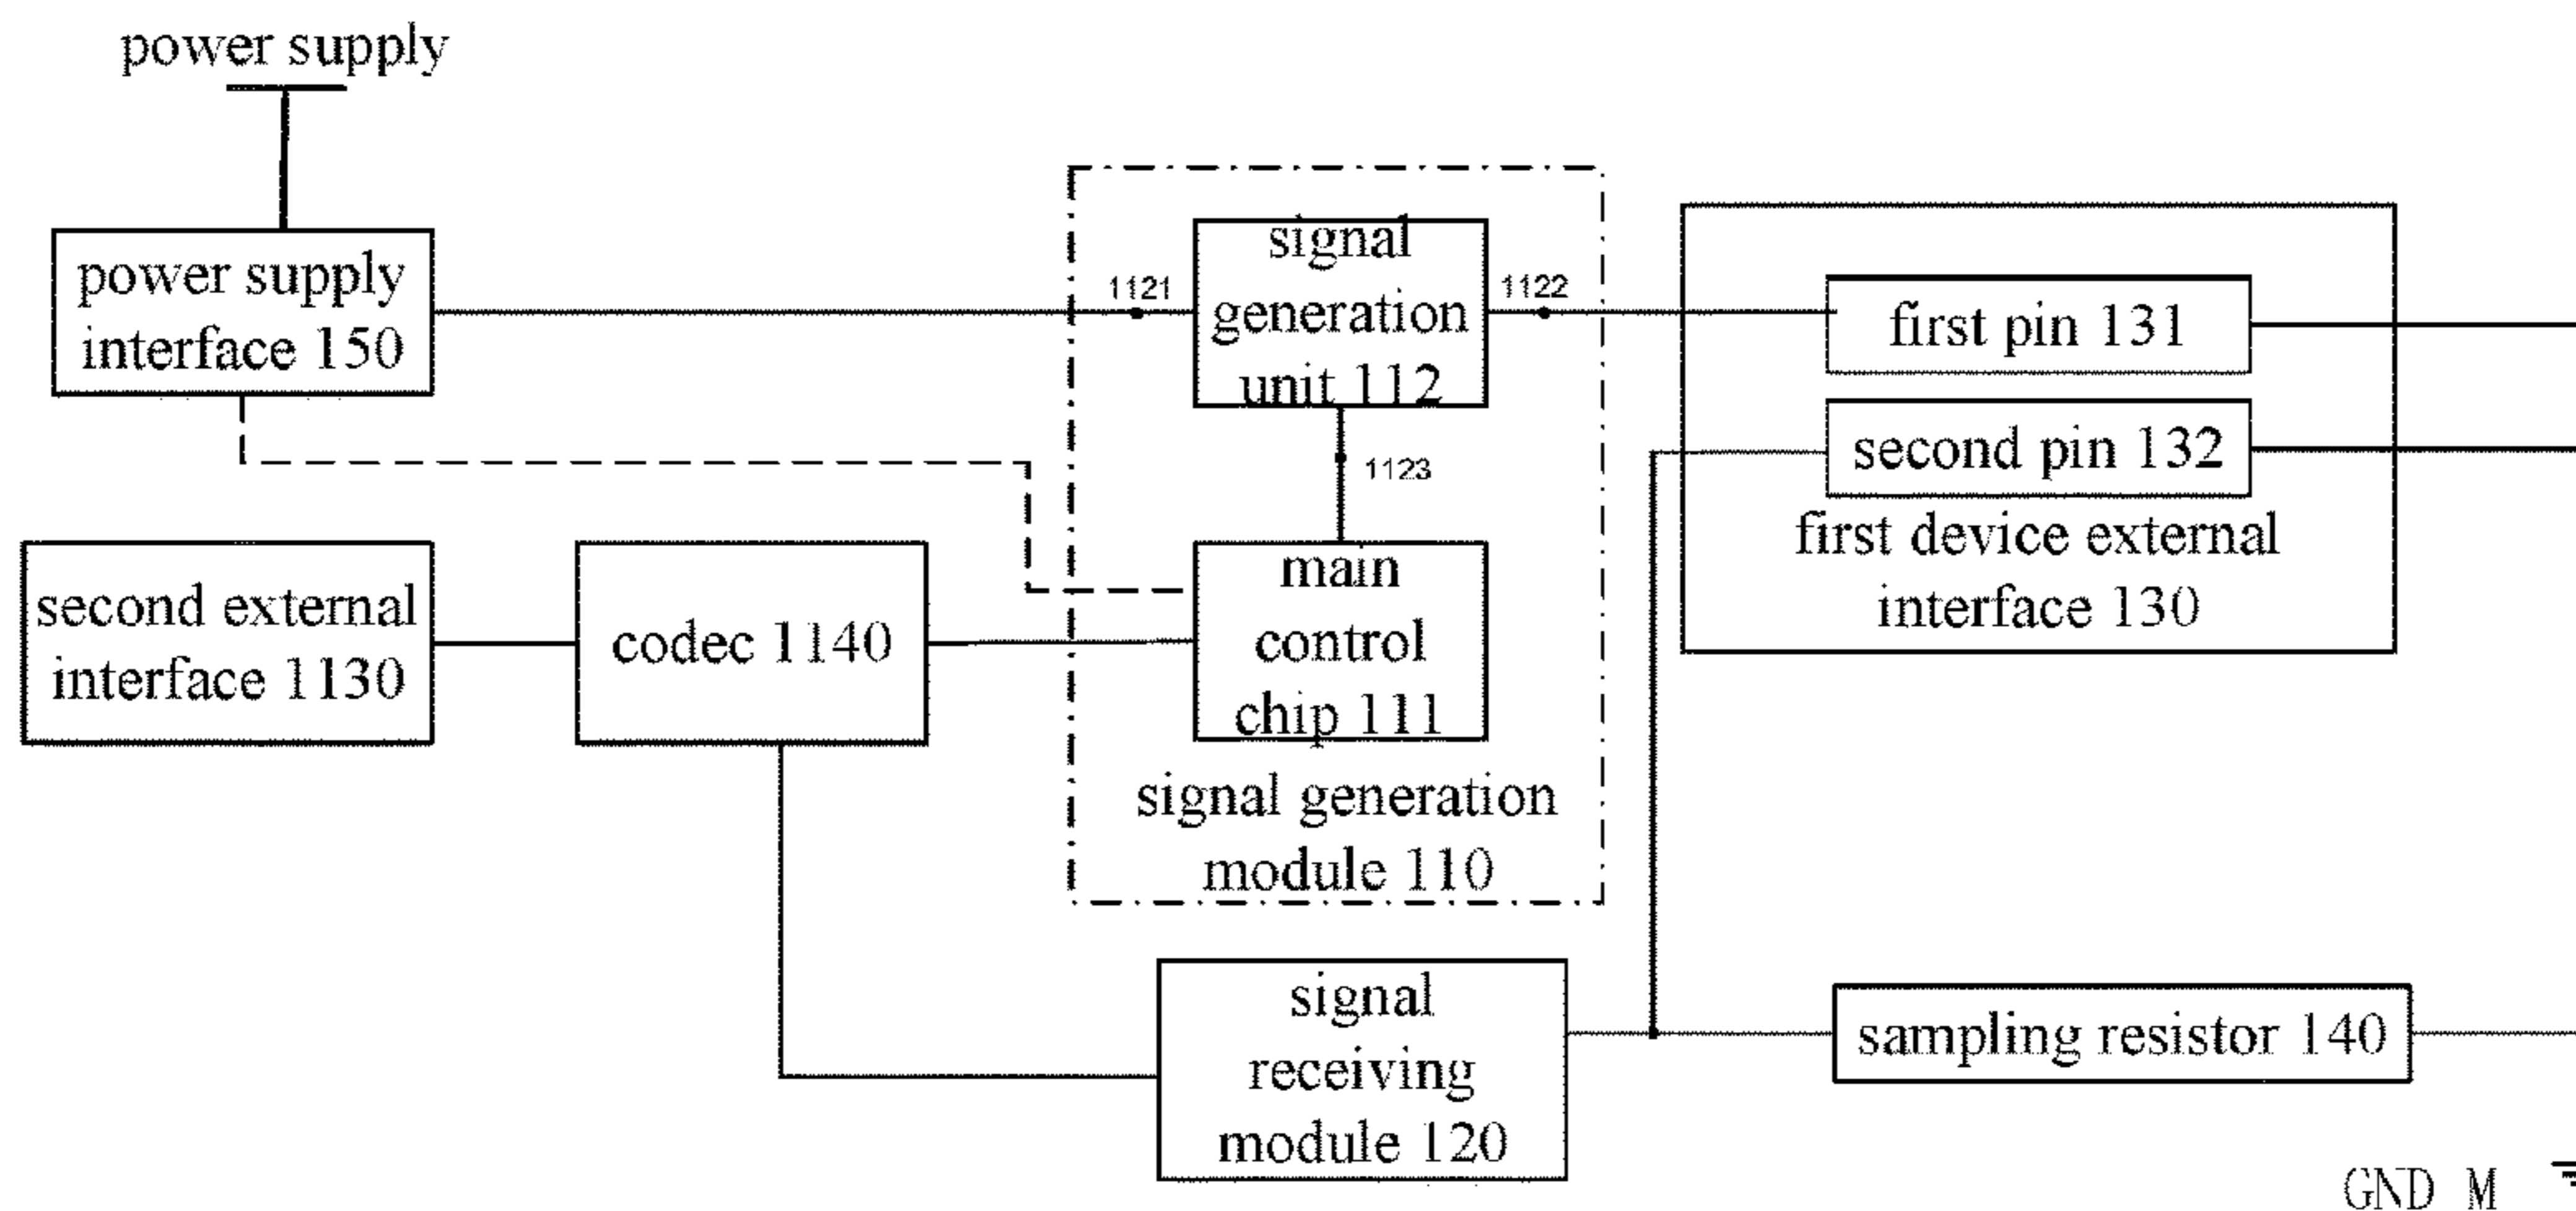 power supply
power supply
interface 150
1121
signal
generation
unit 112
1122
first pin 131
second pin 132
first device external
interface 130
1123
second external
interface 1130
codec 1140
main
control
chip 111
signal generation
module 110
signal
receiving
module 120
sampling resistor 140
GND M